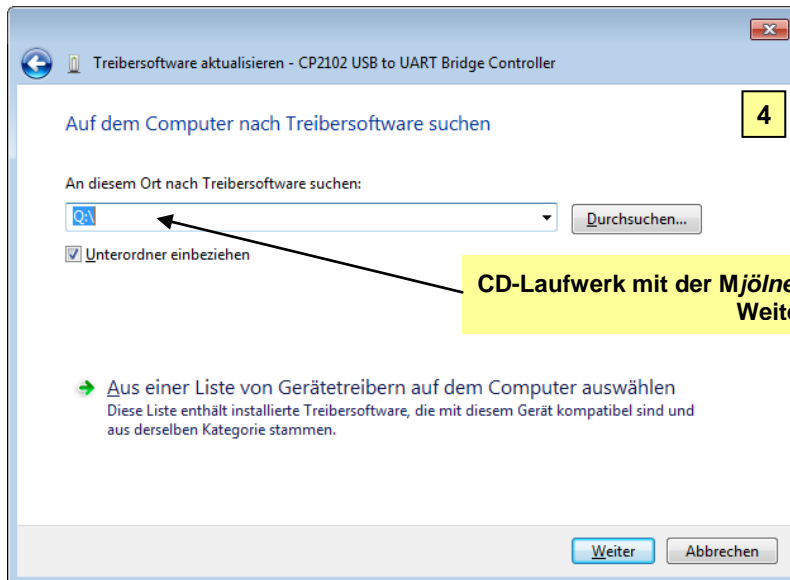 Treibersoftware aktualisieren - CP2102 USB to UART Bridge Controller
Auf dem Computer nach Treibersoftware suchen
4
An diesem Ort nach Treibersoftware suchen:
Q:\
Durchsuchen...
Unterordner einbeziehen
CD-Laufwerk mit der Mjölne
Weite
Aus einer Liste von Gerätetreibern auf dem Computer auswählen
Diese Liste enthält installierte Treibersoftware, die mit diesem Gerät kompatibel sind und
aus derselben Kategorie stammen.
Weiter
Abbrechen